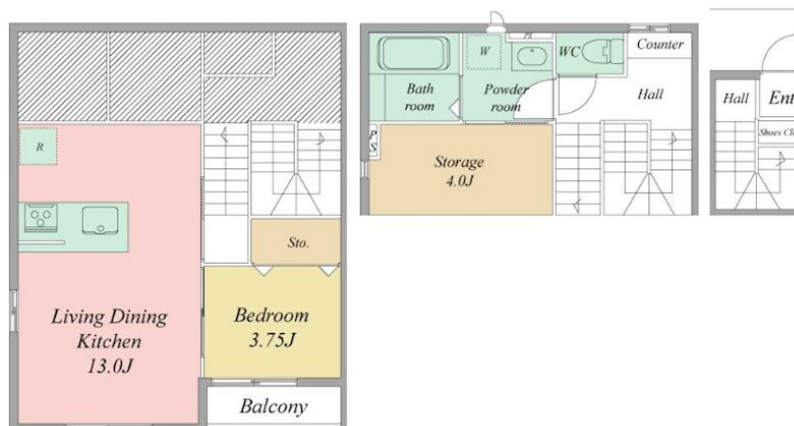 R
Living Dining
Kitchen
13.0J
Sto.
Bedroom
3.75J
Balcony
W
WC
Counter
Bath
room
Powder
room
Hall
P
S
Storage
4.0J
Hall
Ent
Shoes Clo